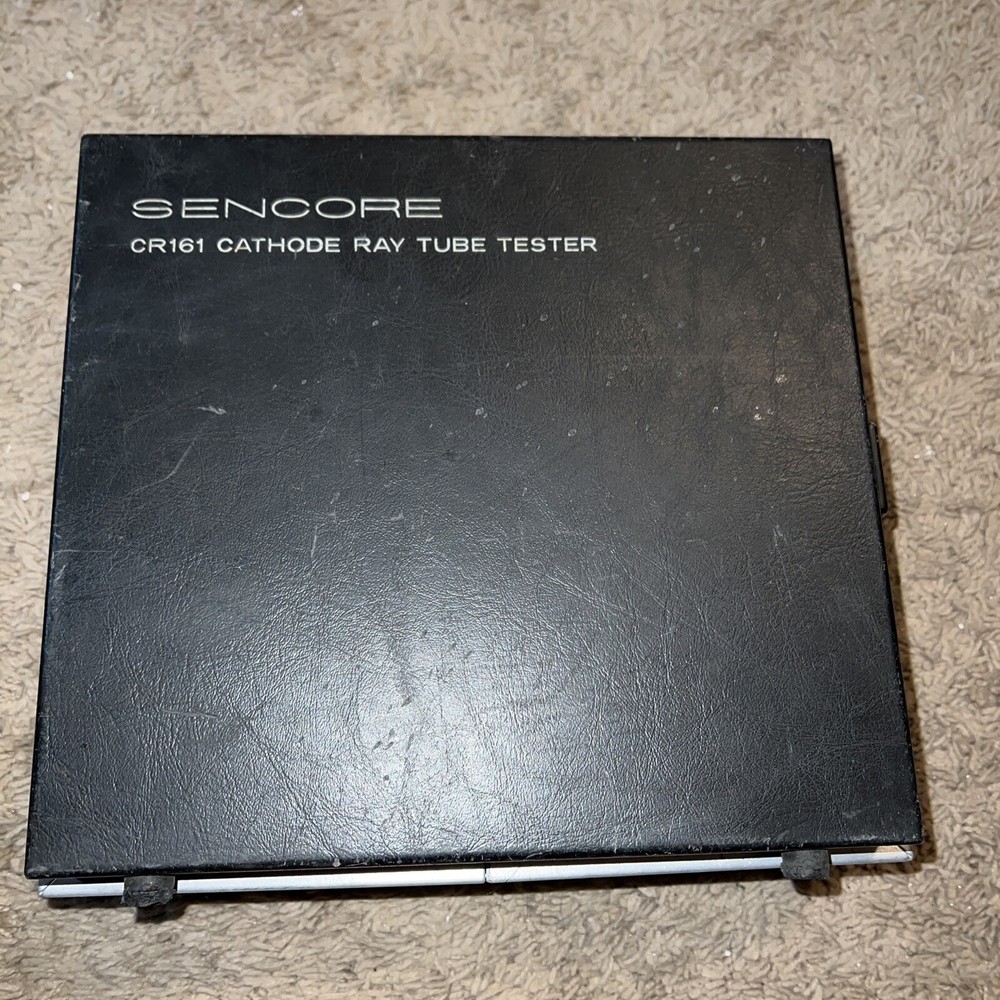 SENCORE
CR161 CATHODE RAY TUBE TESTER